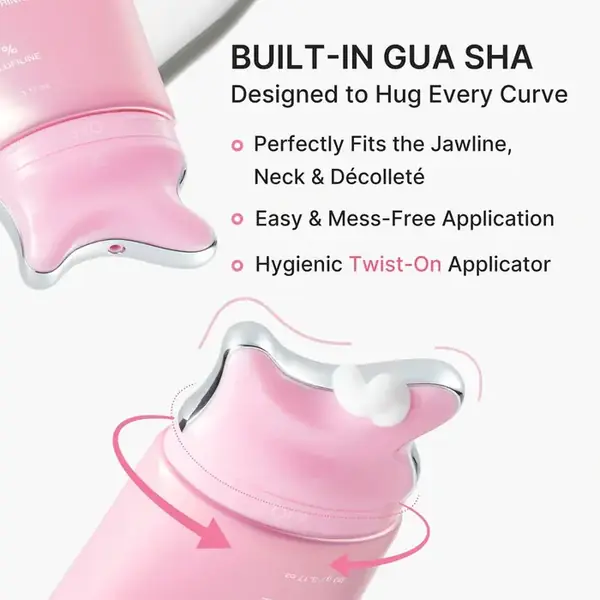 %
BUILT-IN GUA SHA
Designed to Hug Every Curve
Perfectly Fits the Jawline,
Neck & Décolleté
Easy & Mess-Free Application
Hygienic Twist-On Applicator